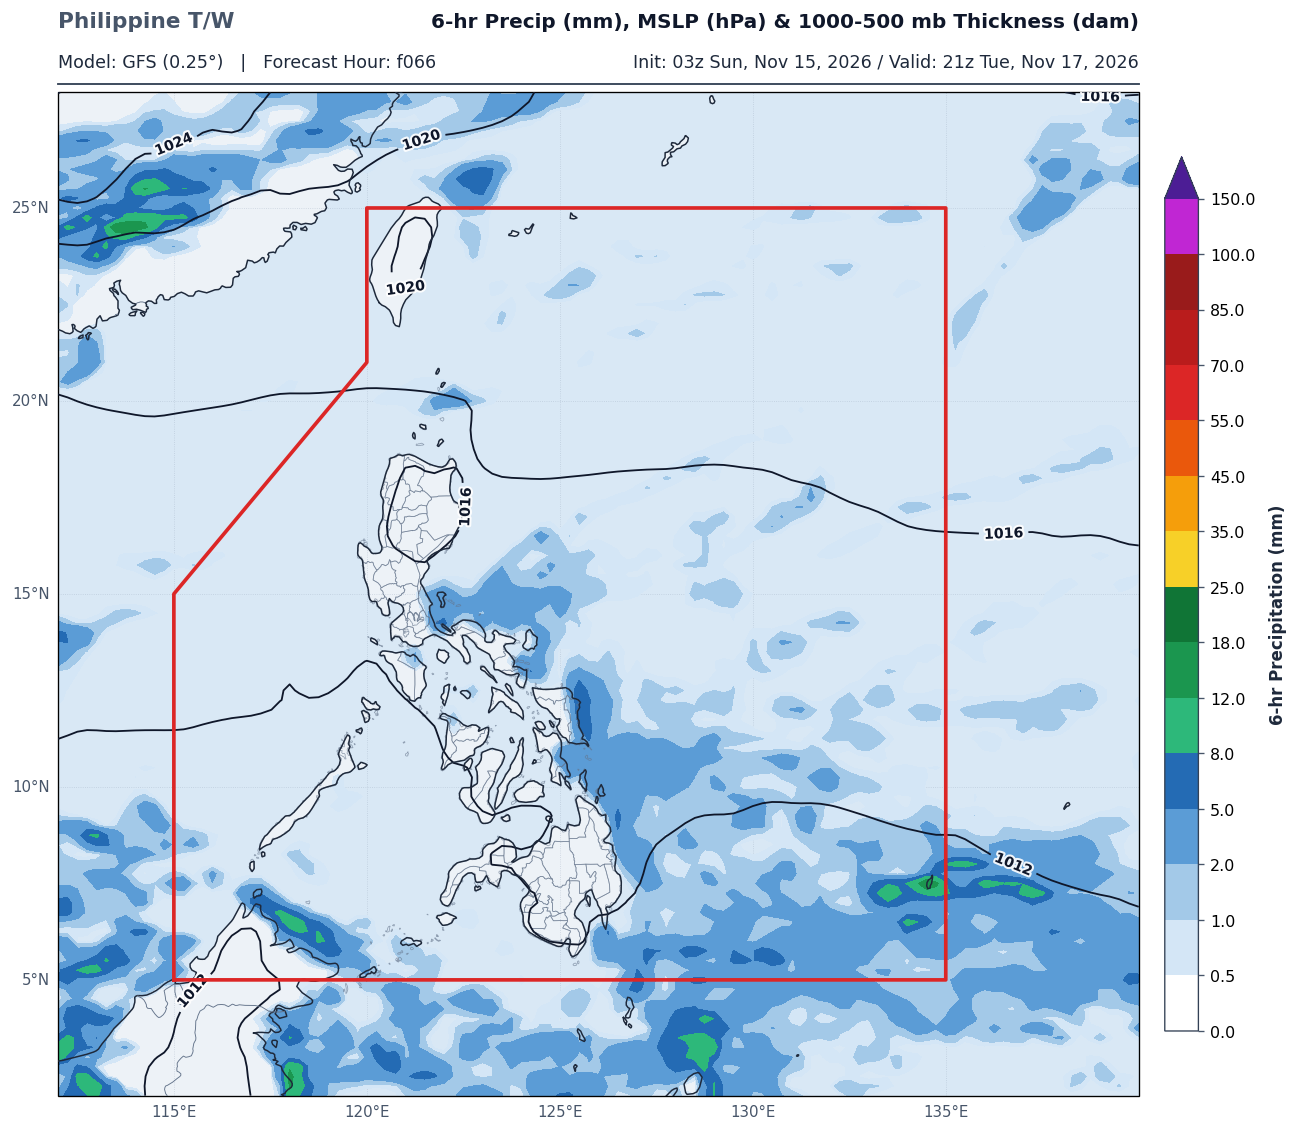 Philippine T/W
6-hr Precip (mm), MSLP (hPa) & 1000-500 mb Thickness (dam)
Model: GFS (0.25°)   |   Forecast Hour: f066
Init: 03z Sun, Nov 15, 2026 / Valid: 21z Tue, Nov 17, 2026
1016
1024
1020
25°N
1020
20°N
1016
1016
15°N
10°N
1012
5°N
1012
115°E
120°E
125°E
130°E
135°E
150.0
100.0
85.0
70.0
55.0
45.0
35.0
25.0
18.0
12.0
8.0
5.0
2.0
1.0
0.5
0.0
6-hr Precipitation (mm)